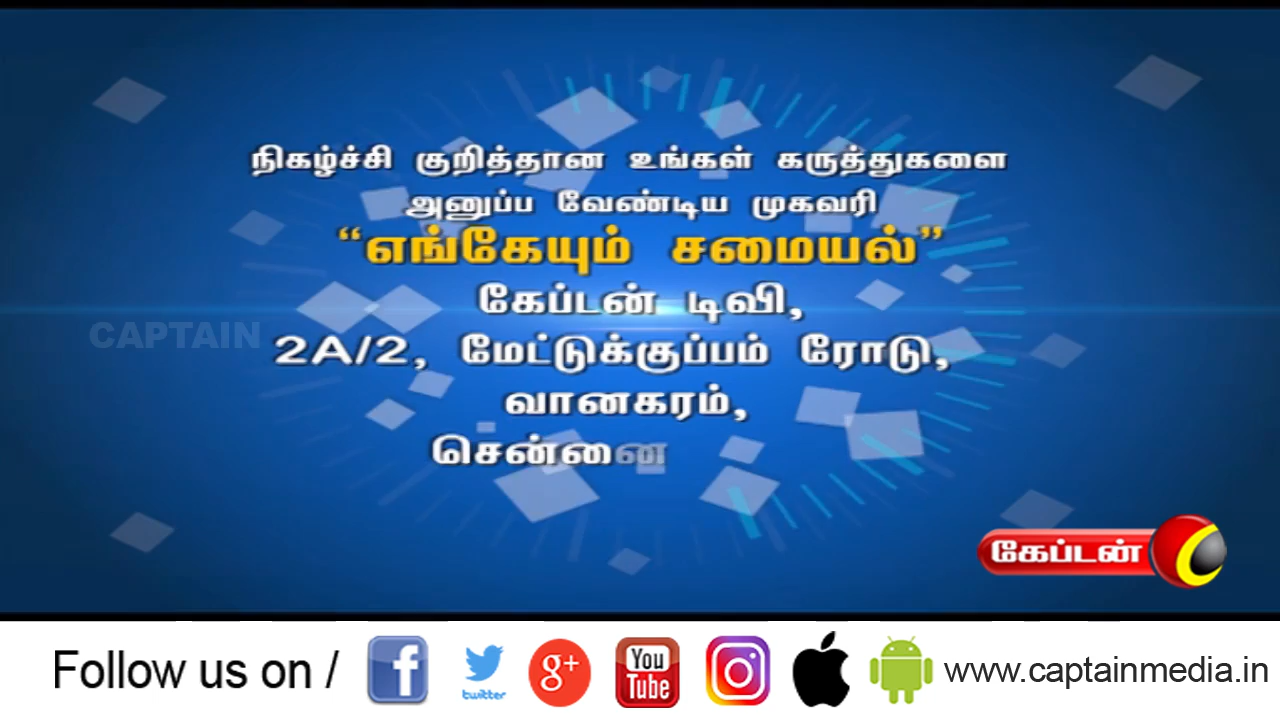 நிகழ்ச்சி குறித்தான உங்கள் கருத்துகளை
அனுப்ப வேண்டிய முகவரி
“எங்கேயும் சமையல்”
கேப்டன் டிவி,
CAPTAIN
2A/2, மேட்டுக்குப்பம் ரோடு,
வானகரம்,
சென்னை
கேப்டன்
Follow us on / f twitter g+ You Tube www.captainmedia.in